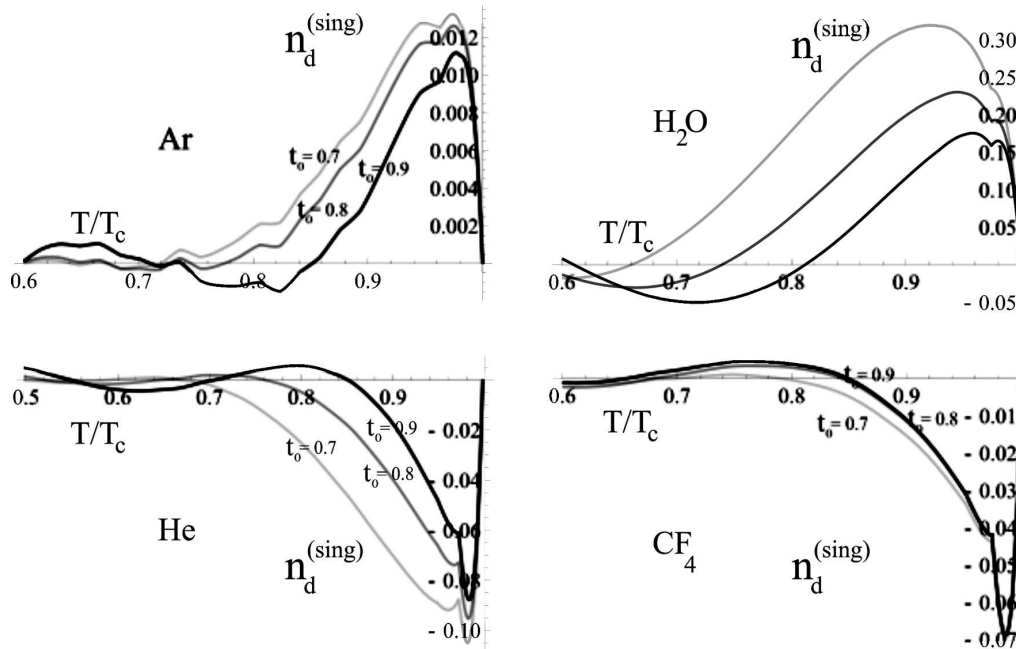 n_d^(sing)
0.012
0.010
Ar
0.008
0.006
t_o= 0.7
t_o= 0.9
0.004
t_o= 0.8
0.002
T/T_c
0.6
0.7
0.8
0.9
n_d^(sing)
0.30
0.25
H_2O
0.20
0.15
0.10
0.05
T/T_c
0.6
0.7
0.8
0.9
- 0.05
0.5
0.6
0.7
0.8
0.9
T/T_c
t_o= 0.9
- 0.02
t_o= 0.7
t_o= 0.8
- 0.04
He
- 0.06
n_d^(sing)
- 0.08
- 0.10
0.6
0.7
0.8
0.9
t_o= 0.9
T/T_c
t_o= 0.7
t_o= 0.8
- 0.01
- 0.02
- 0.03
CF_4
- 0.04
n_d^(sing)
- 0.05
- 0.06
- 0.07